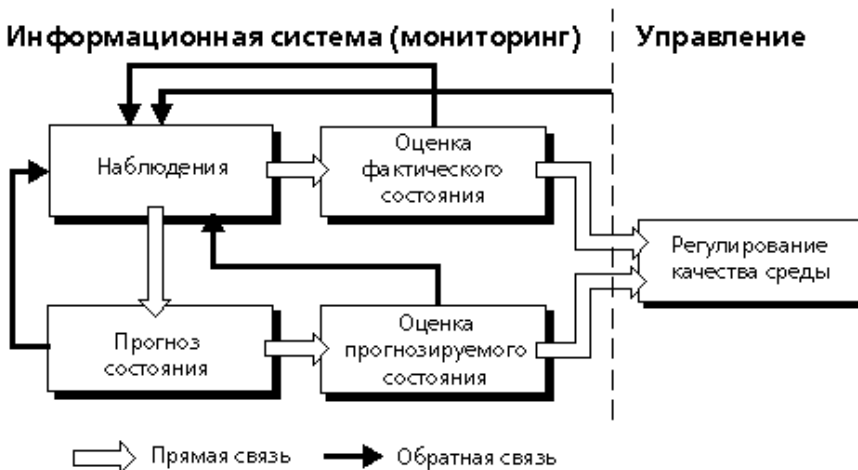 Информационная система (мониторинг)
Управление
Наблюдения
Оценка
фактического
состояния
Регулирование
качества среды
Прогноз
состояния
Оценка
прогнозируемого
состояния
Прямая связь
Обратная связь